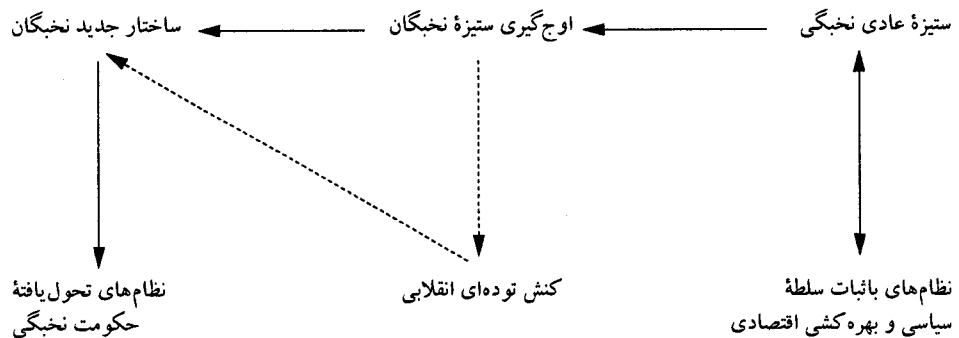 ستیزهٔ عادی نخبگی
اوج‌گیری ستیزهٔ نخبگان
ساختار جدید نخبگان
نظام‌های باثبات سلطهٔ
سیاسی و بهره‌کشی اقتصادی
کنش توده‌ای انقلابی
نظام‌های تحول‌یافتهٔ
حکومت نخبگی